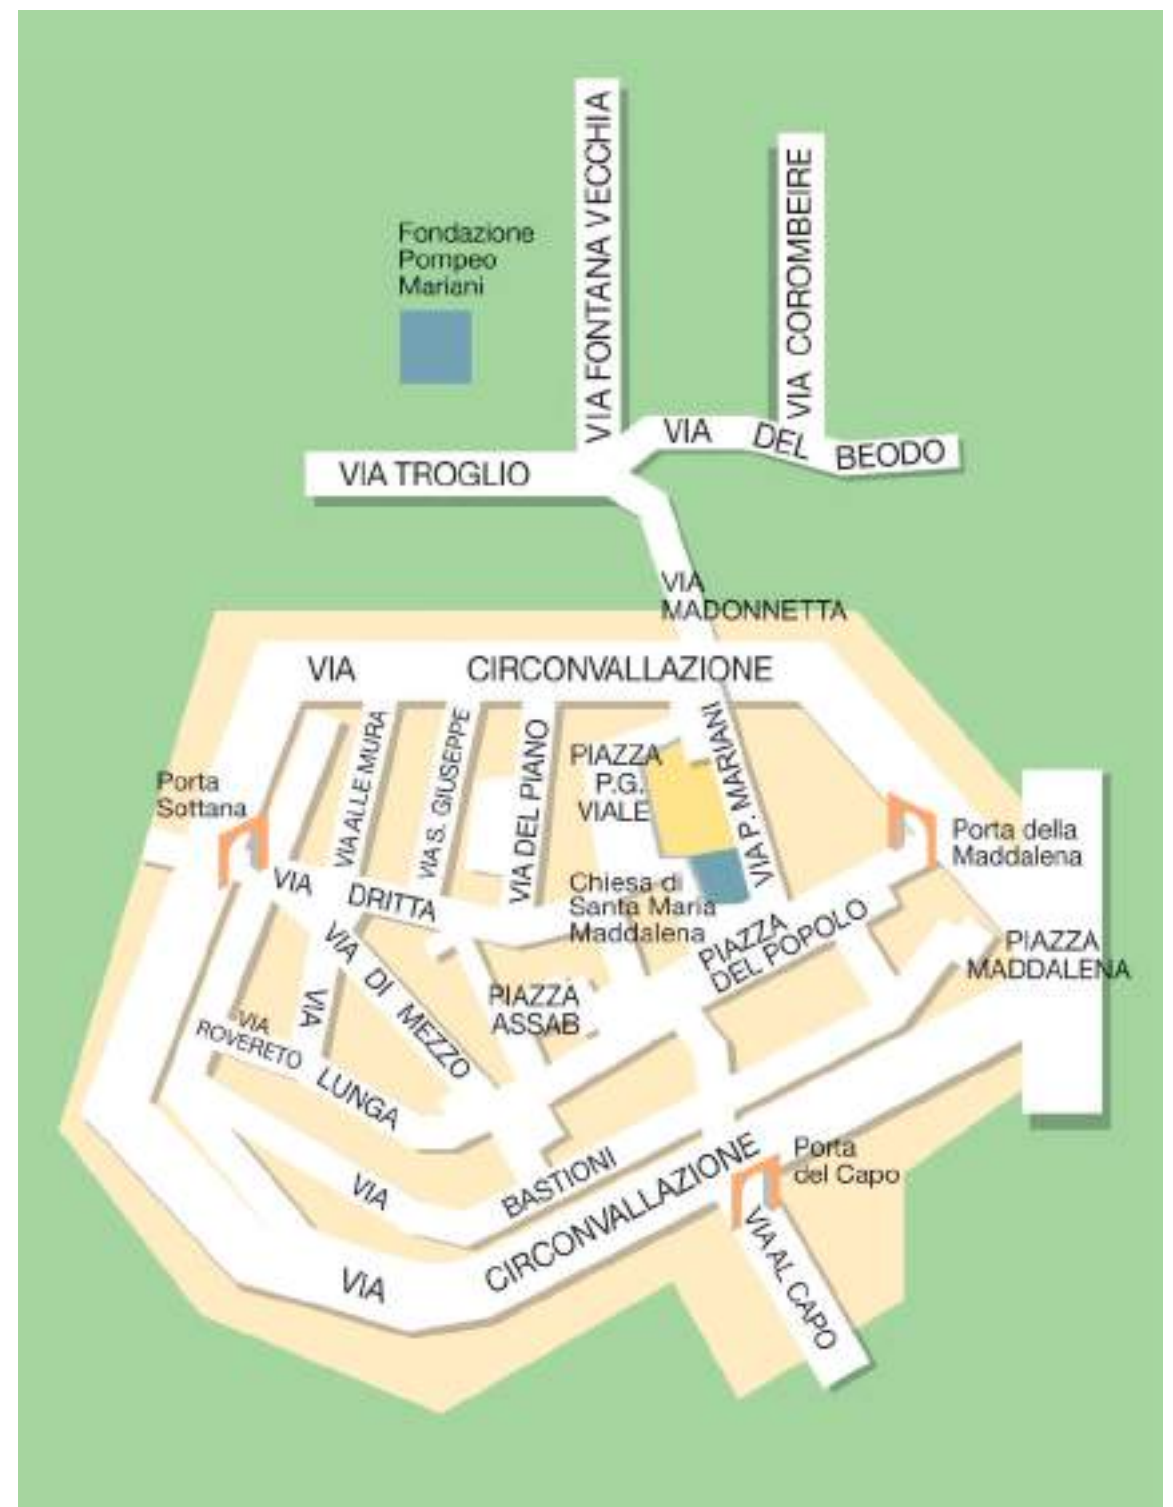 VIA FONTANA VECCHIA
VIA COROMBEIRE
Fondazione
Pompeo
Mariani
VIA DEL BEODO
VIA TROGLIO
VIA
MADONNETTA
VIA CIRCONVALLAZIONE
VIA ALLE MURA
VIA S. GIUSEPPE
VIA DEL PIANO
PIAZZA
P.G.
VIALE
VIA P. MARIANI
Porta
Sottana
Porta della
Maddalena
VIA DRITTA
Chiesa di
Santa Maria
Maddalena
PIAZZA
DEL POPOLO
PIAZZA
MADDALENA
VIA DI MEZZO
PIAZZA
ASSAB
VIA
ROVERETO
VIA LUNGA
VIA BASTIONI
Porta
del Capo
VIA CIRCONVALLAZIONE
VIA AL CAPO